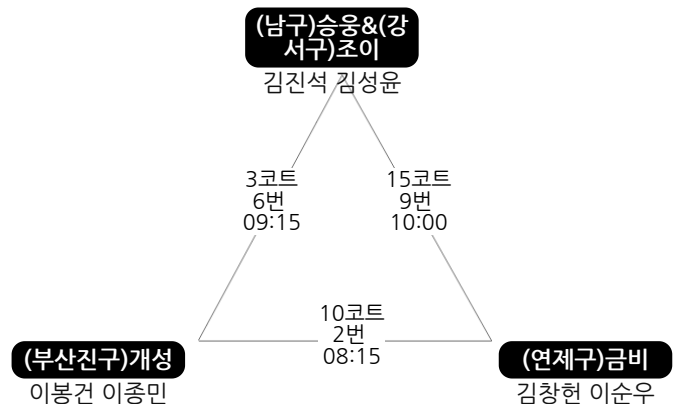 (남구)승웅&(강
서구)조이
김진석 김성윤
3코트
6번
09:15
15코트
9번
10:00
10코트
2번
08:15
(부산진구)개성
이봉건 이종민
(연제구)금비
김창헌 이순우